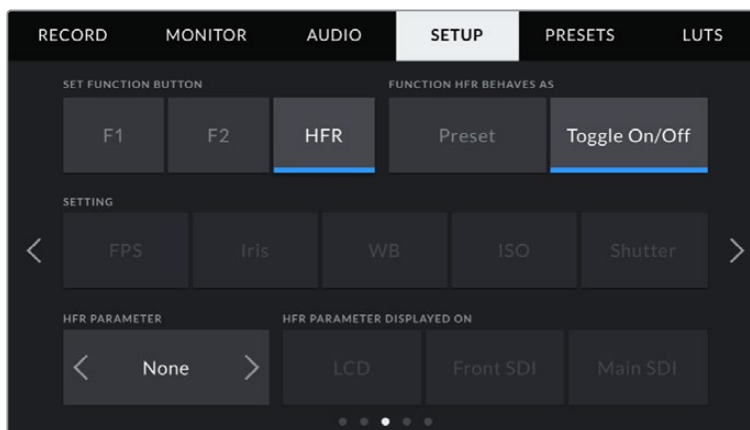 RECORD MONITOR AUDIO SETUP PRESETS LUTS
SET FUNCTION BUTTON FUNCTION HFR BEHAVES AS
F1 F2 HFR Preset Toggle On/Off
SETTING
FPS Iris WB ISO Shutter
HFR PARAMETER HFR PARAMETER DISPLAYED ON
None LCD Front SDI Main SDI